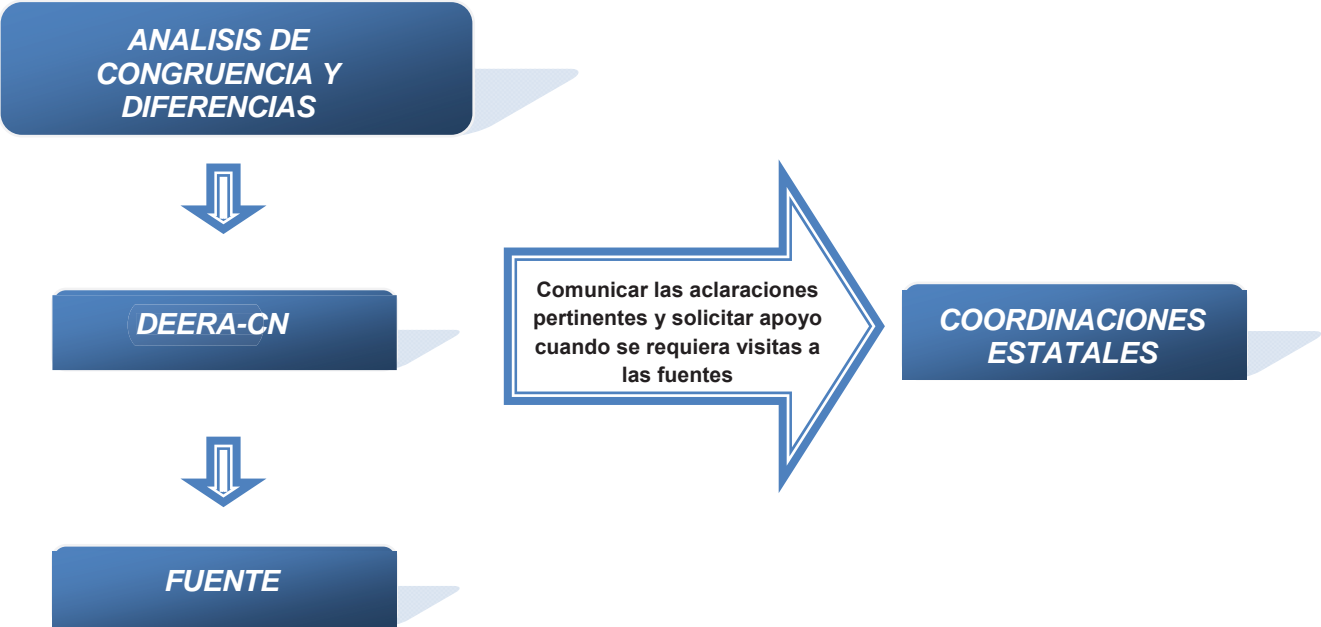 ANALISIS DE
CONGRUENCIA Y
DIFERENCIAS
DEERA-CN
Comunicar las aclaraciones
pertinentes y solicitar apoyo
cuando se requiera visitas a
las fuentes
COORDINACIONES
ESTATALES
FUENTE